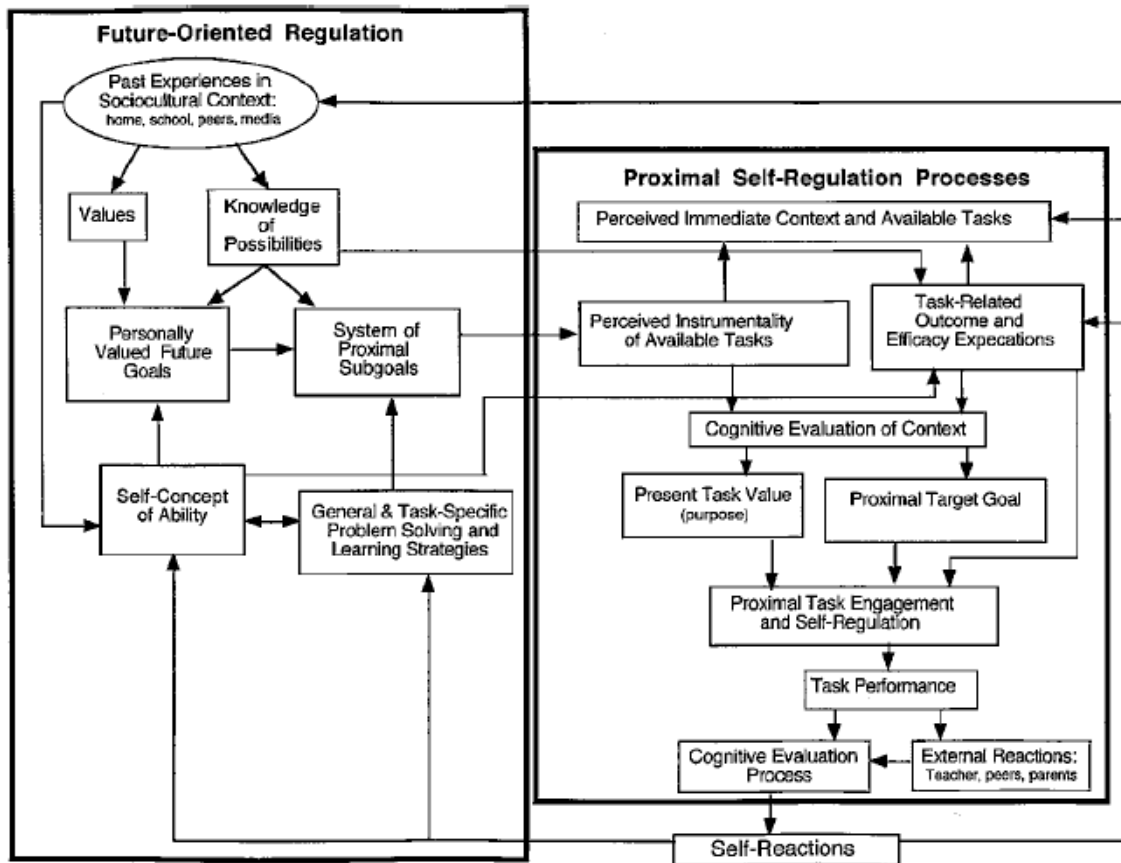 Future-Oriented Regulation
Past Experiences in
Sociocultural Context:
home, school, peers, media
Values
Knowledge
of
Possibilities
Personally
Valued Future
Goals
System of
Proximal
Subgoals
Self-Concept
of Ability
General & Task-Specific
Problem Solving and
Learning Strategies
Proximal Self-Regulation Processes
Perceived Immediate Context and Available Tasks
Perceived Instrumentality
of Available Tasks
Task-Related
Outcome and
Efficacy Expecations
Cognitive Evaluation of Context
Present Task Value
(purpose)
Proximal Target Goal
Proximal Task Engagement
and Self-Regulation
Task Performance
Cognitive Evaluation
Process
External Reactions:
Teacher, peers, parents
Self-Reactions